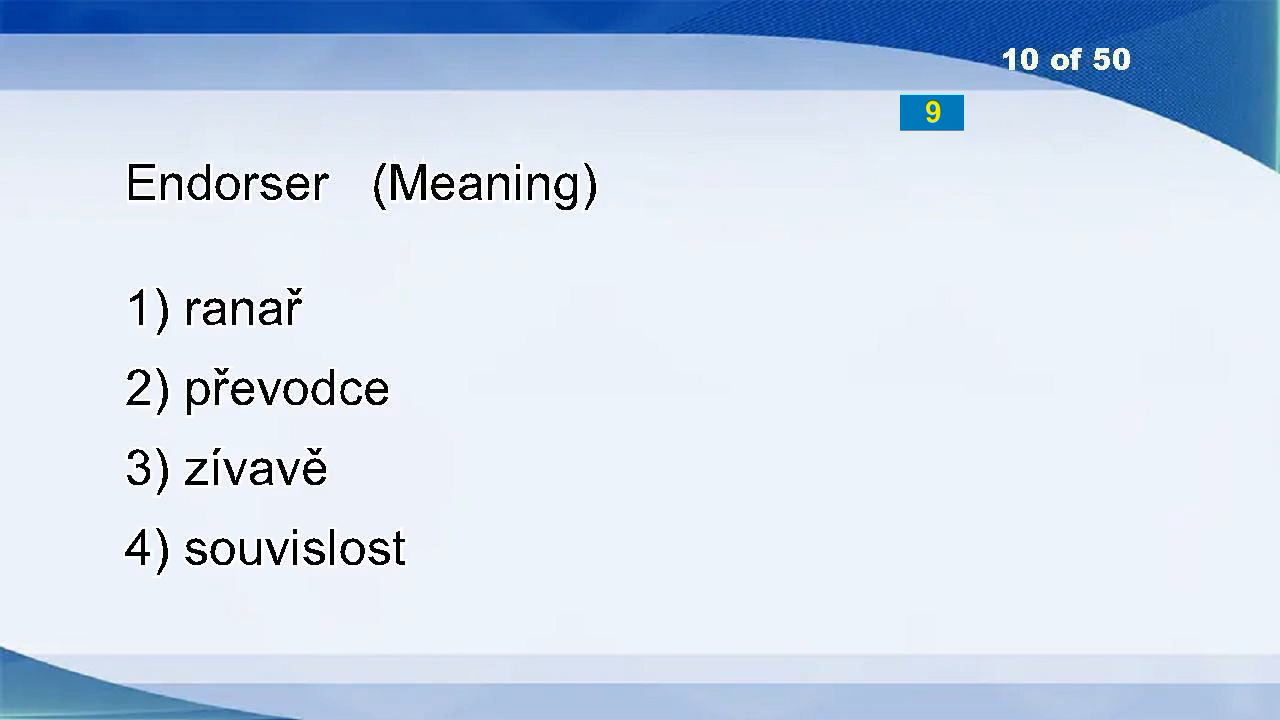 10 of 50
9
Endorser (Meaning)
1) ranař
2) převodce
3) zívavě
4) souvislost